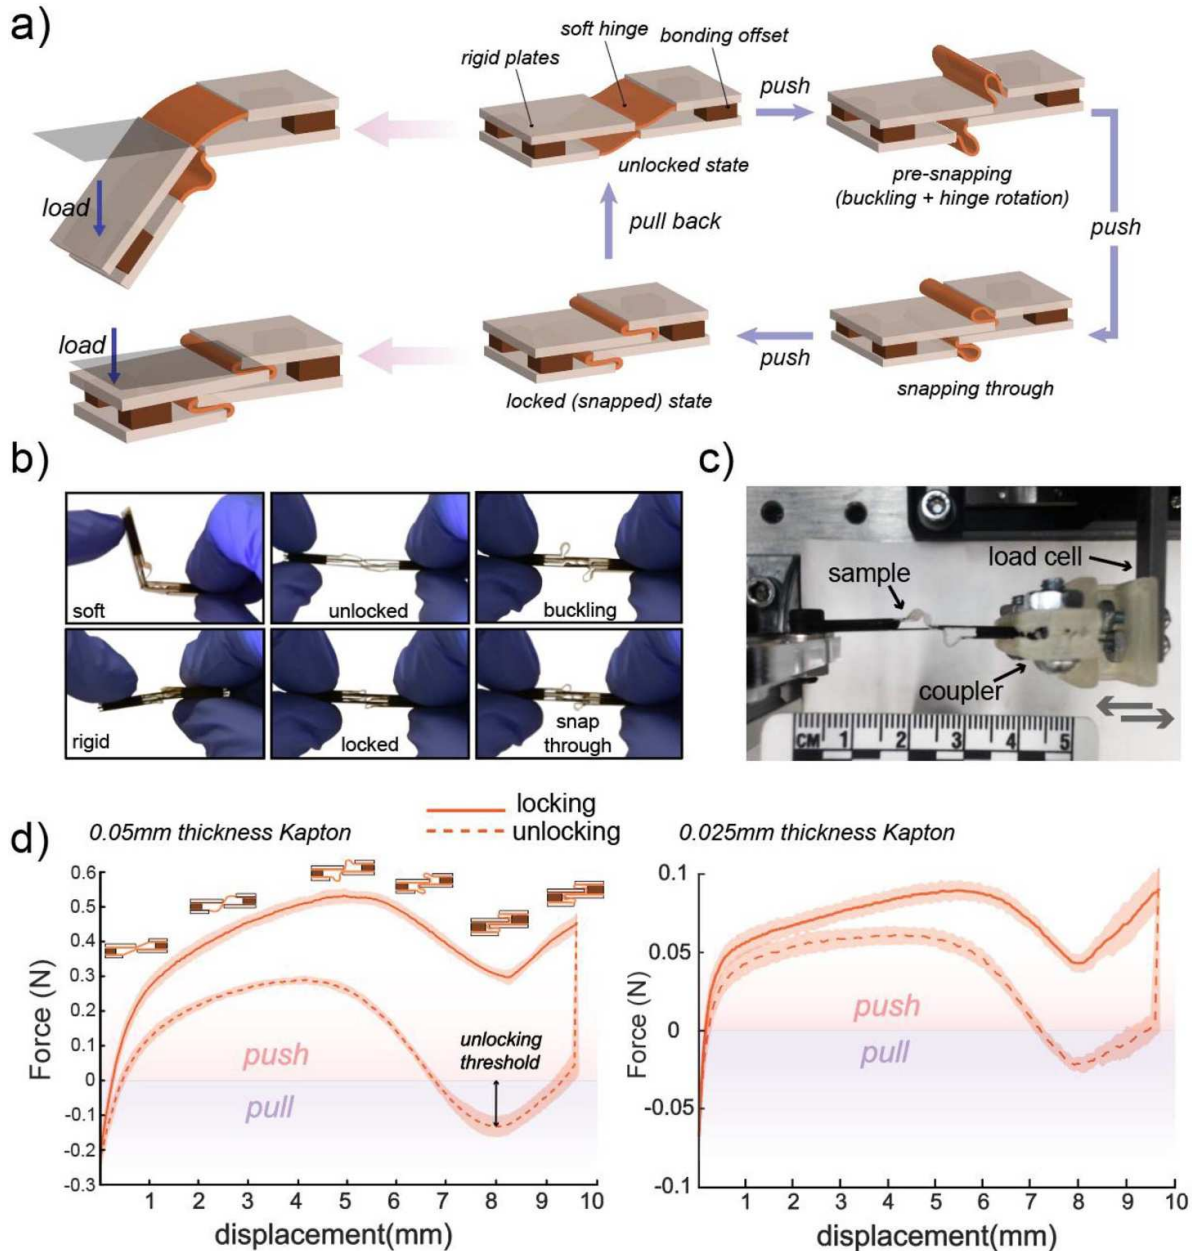 a)
soft hinge
bonding offset
rigid plates
push
unlocked state
pre-snapping
(buckling + hinge rotation)
load
pull back
push
load
push
locked (snapped) state
snapping through
b)
soft
unlocked
buckling
rigid
locked
snap
through
c)
load cell
sample
coupler
CM 1 2 3 4 5
d)
locking
unlocking
0.05mm thickness Kapton
Force (N)
0.6
0.5
0.4
0.3
0.2
0.1
0
-0.1
-0.2
-0.3
push
pull
unlocking
threshold
1 2 3 4 5 6 7 8 9 10
displacement(mm)
0.025mm thickness Kapton
Force (N)
0.1
0.05
0
-0.05
-0.1
push
pull
1 2 3 4 5 6 7 8 9 10
displacement(mm)